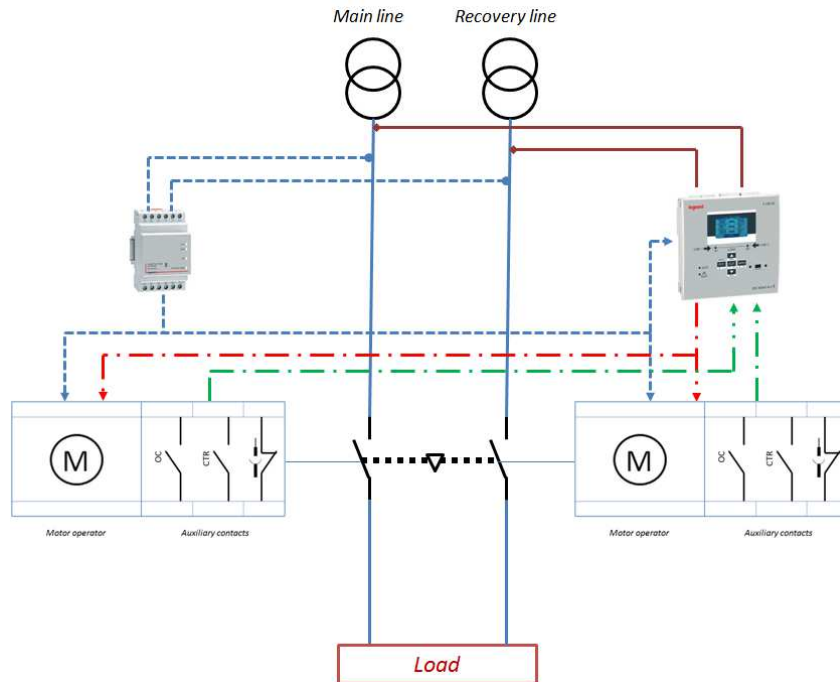 Main line
Recovery line
legrand
M
OC
CTR
M
OC
CTR
Motor operator
Auxiliary contacts
Motor operator
Auxiliary contacts
Load